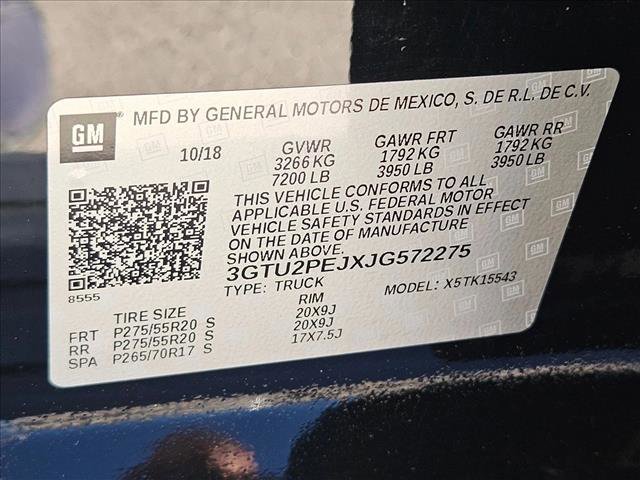 GM® MFD BY GENERAL MOTORS DE MEXICO, S. DE R.L. DE C.V.
10/18 GVWR GAWR FRT GAWR RR
3266 KG 1792 KG 1792 KG
7200 LB 3950 LB 3950 LB
THIS VEHICLE CONFORMS TO ALL
APPLICABLE U.S. FEDERAL MOTOR
VEHICLE SAFETY STANDARDS IN EFFECT
ON THE DATE OF MANUFACTURE
SHOWN ABOVE.
3GTU2PEJXJG572275
8555
TYPE: TRUCK MODEL: X5TK15543
TIRE SIZE RIM
FRT P275/55R20 S 20X9J
RR P275/55R20 S 20X9J
SPA P265/70R17 S 17X7.5J